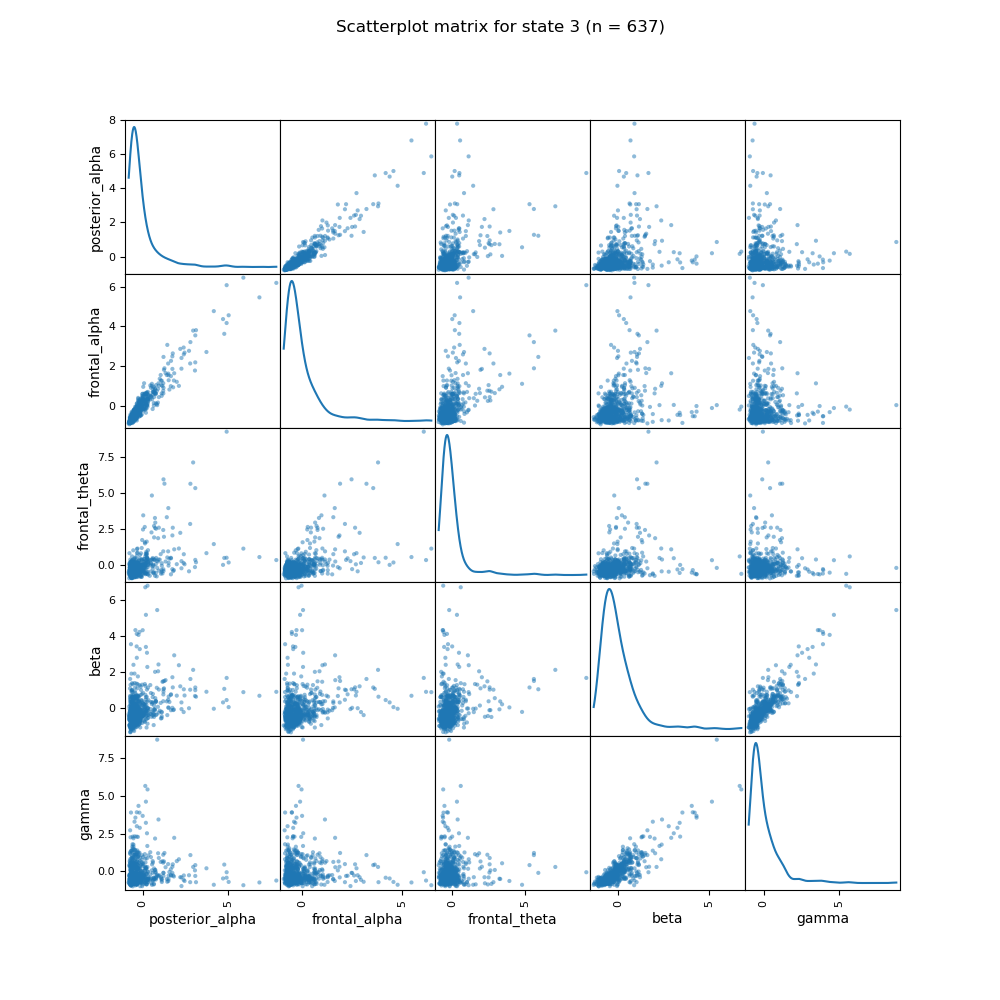 Scatterplot matrix for state 3 (n = 637)
8
6
4
2
0
posterior_alpha
6
4
2
0
frontal_alpha
7.5
5.0
2.5
0.0
frontal_theta
6
4
2
0
beta
7.5
5.0
2.5
0.0
gamma
0 5 0 5 0 5 0 5 0 5
posterior_alpha frontal_alpha frontal_theta beta gamma